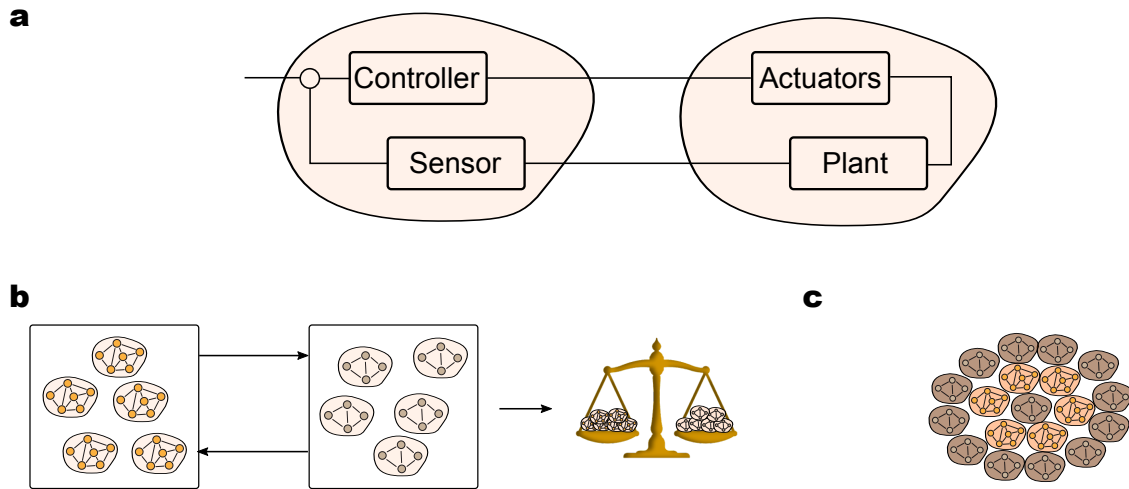 a
Controller
Actuators
Sensor
Plant
b
c